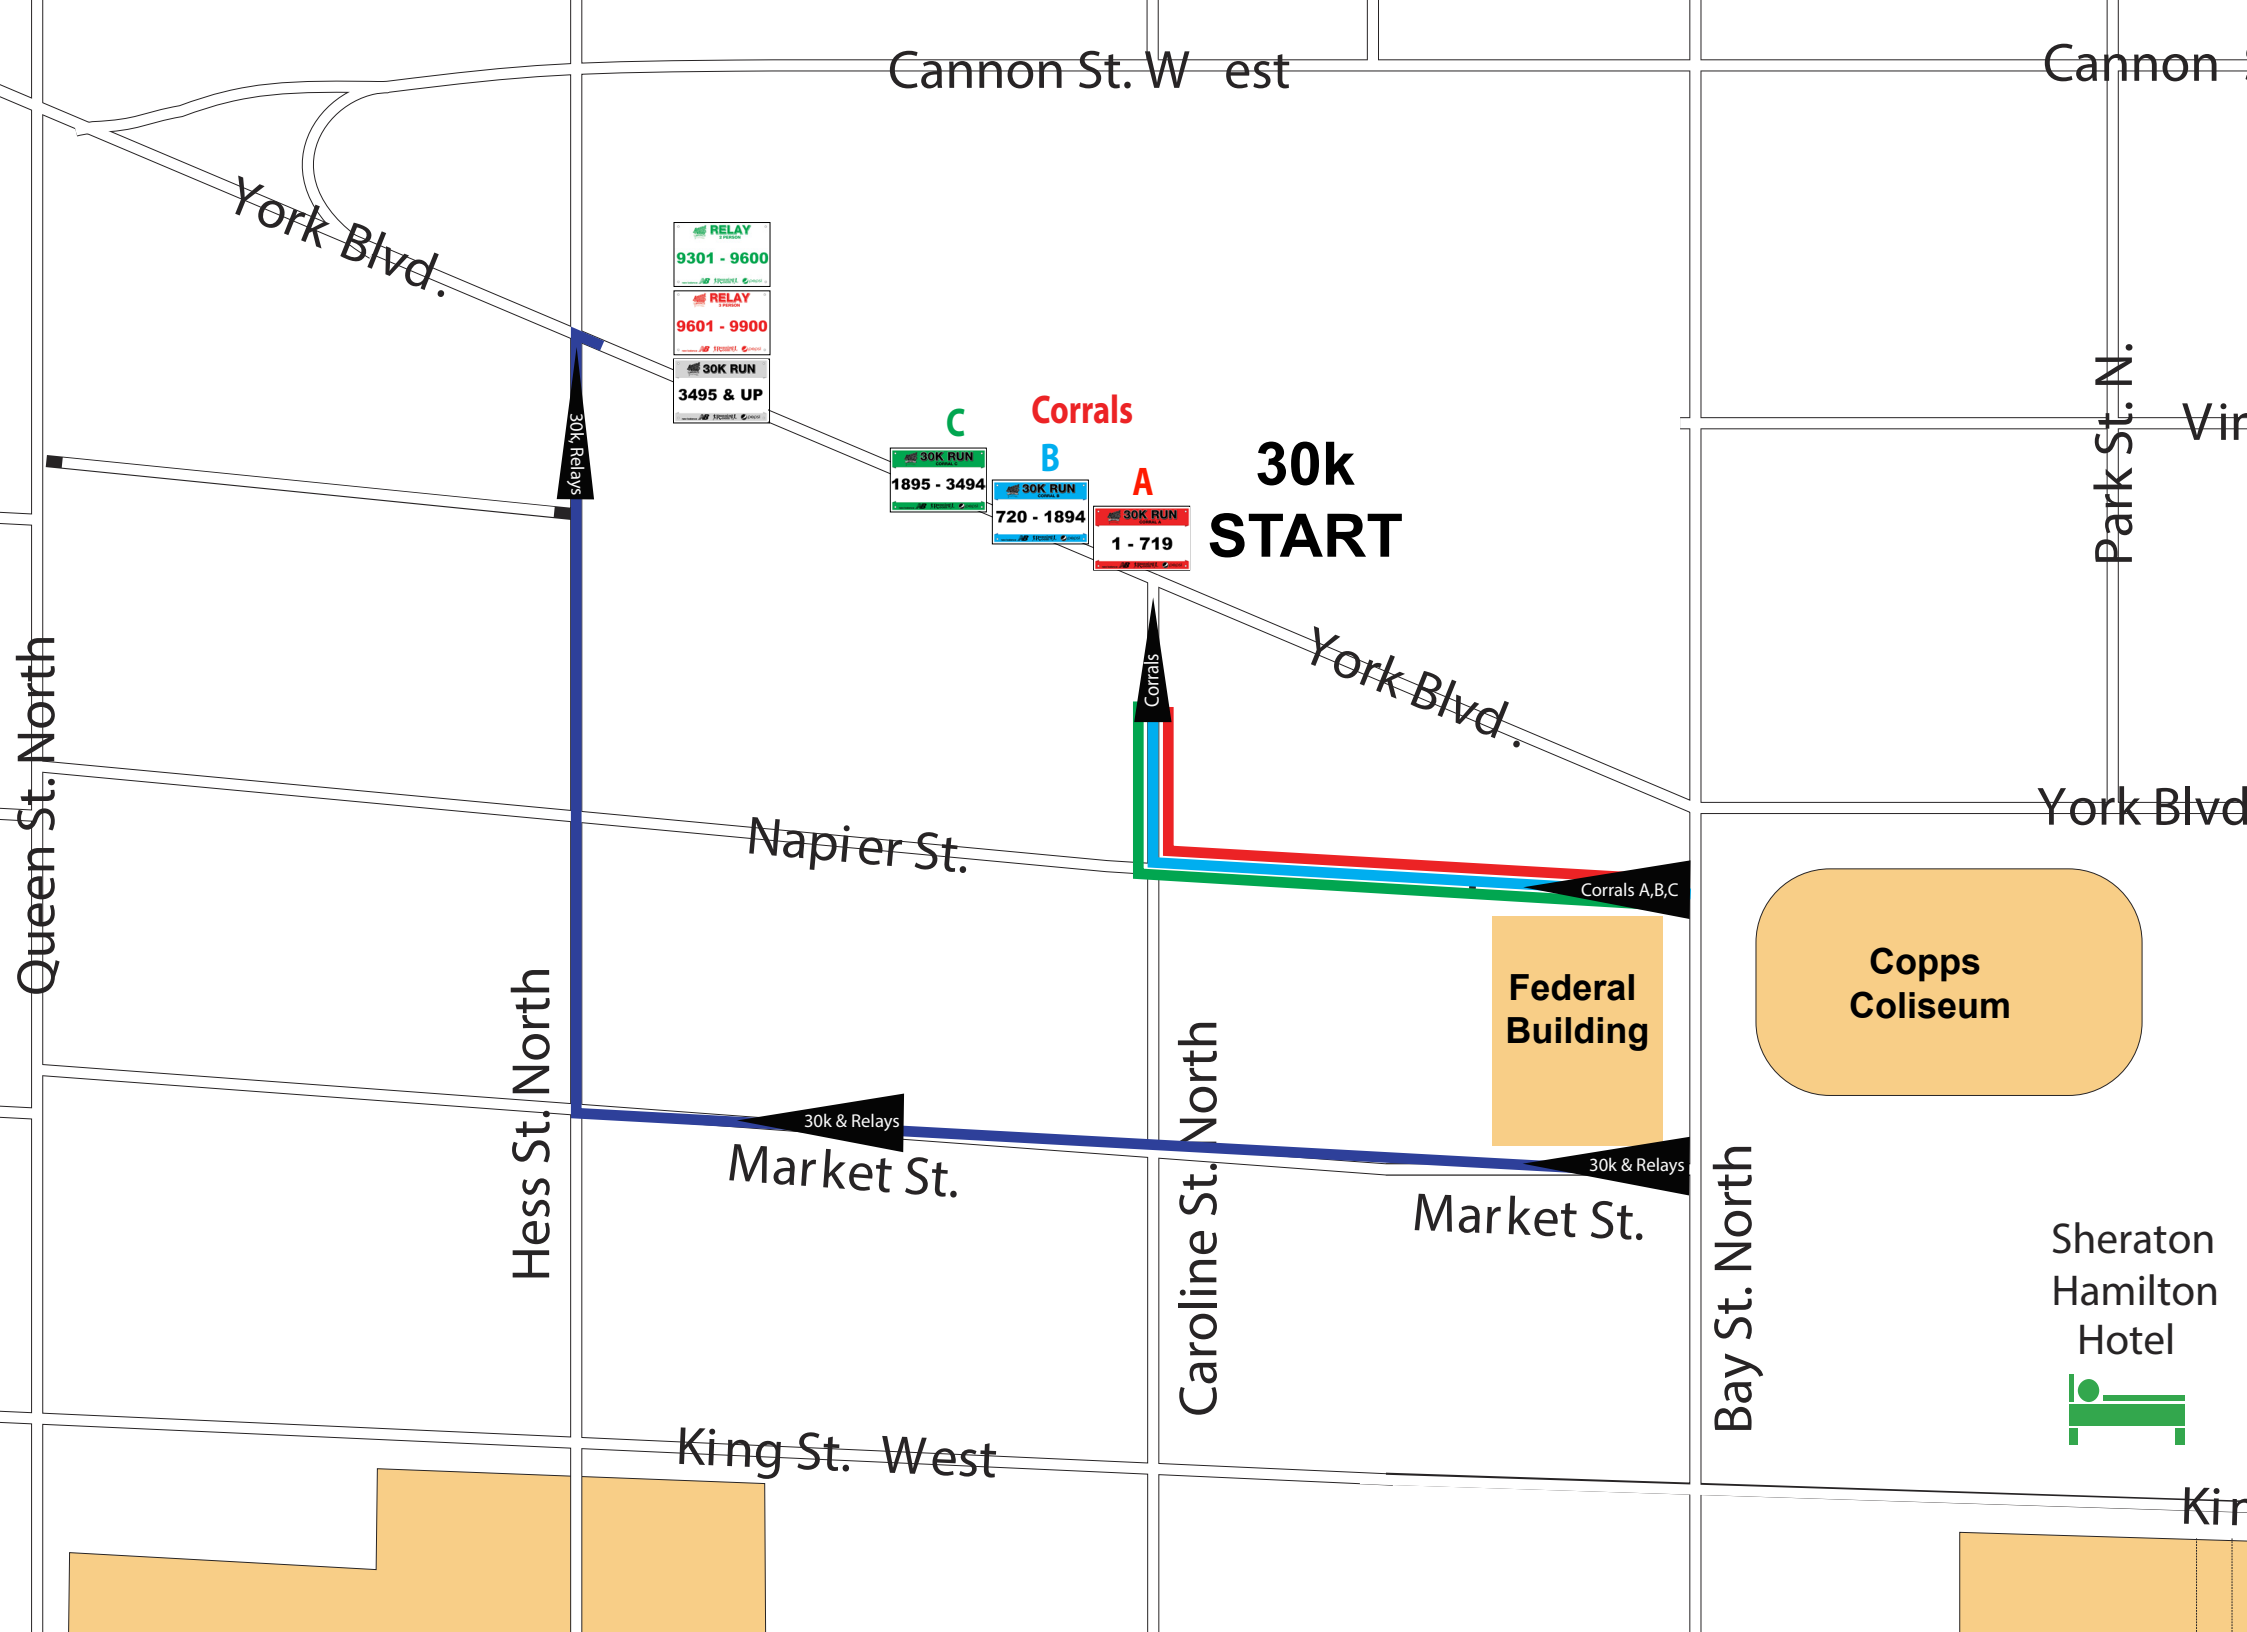 Cannon St. W est
Cannon
York Blvd.
RELAY
9301 - 9600
RELAY
9601 - 9900
30K RUN
3495 & UP
Corrals
C
B
A
30K RUN
1895 - 3494
30K RUN
720 - 1894
30K RUN
1 - 719
30k
START
Park St. N.
Vin
30k, Relays
Corrals
York Blvd.
York Blvd
Queen St. North
Napier St.
Corrals A,B,C
Copps
Coliseum
Federal
Building
Hess St. North
Caroline St. North
30k & Relays
Market St.
30k & Relays
Market St.
Bay St. North
Sheraton
Hamilton
Hotel
King St. West
Kin